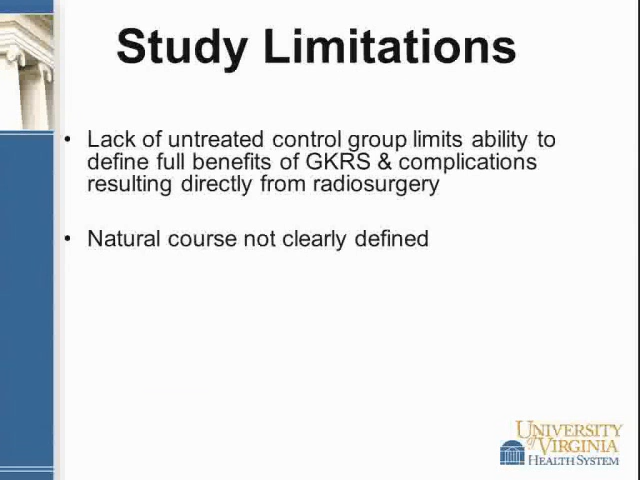 Study Limitations
• Lack of untreated control group limits ability to
define full benefits of GKRS & complications
resulting directly from radiosurgery
• Natural course not clearly defined
UNIVERSITY
of VIRGINIA
HEALTH SYSTEM